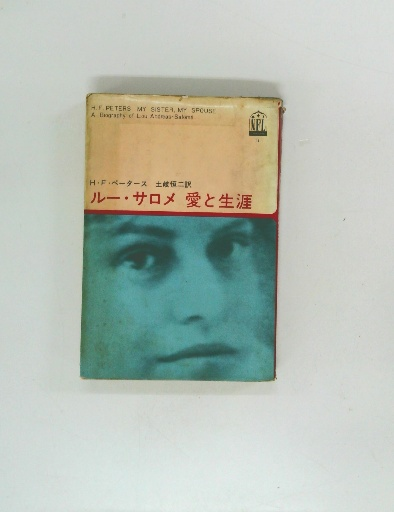 H.F. PETERS MY SISTER, MY SPOUSE
A Biography of Lou Andreas-Salomé
H・F・ペータース 土岐恒二訳
ルー・サロメ 愛と生涯